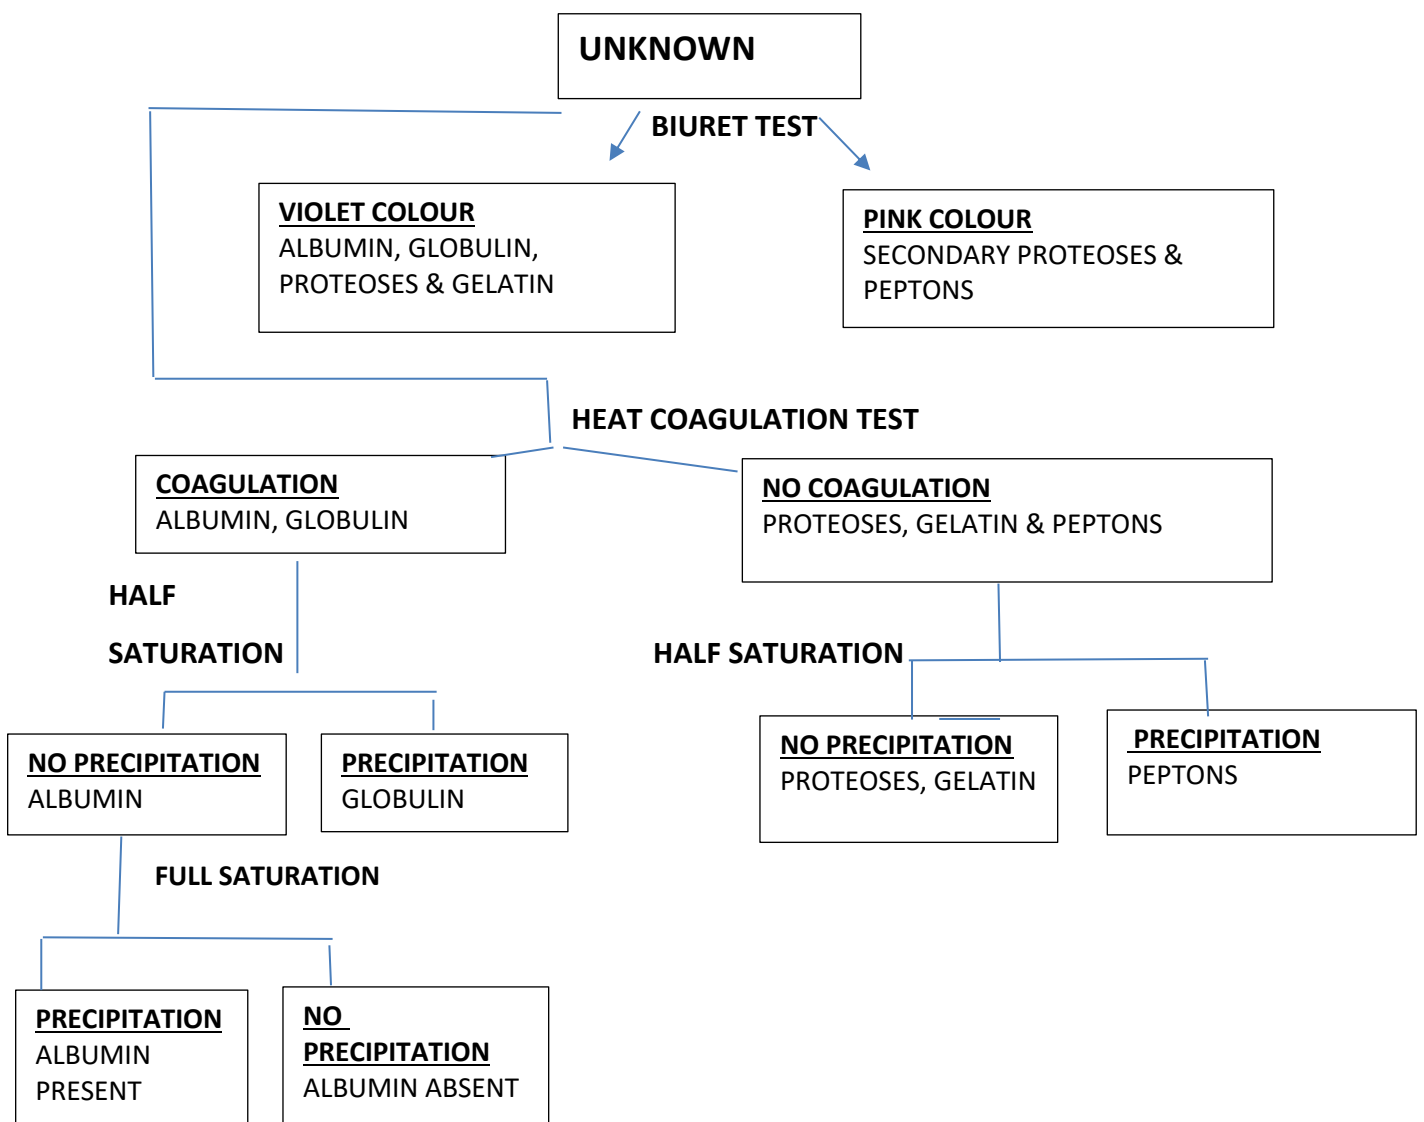 UNKNOWN
BIURET TEST
VIOLET COLOUR
ALBUMIN, GLOBULIN,
PROTEOSES & GELATIN
PINK COLOUR
SECONDARY PROTEOSES &
PEPTONS
HEAT COAGULATION TEST
COAGULATION
ALBUMIN, GLOBULIN
NO COAGULATION
PROTEOSES, GELATIN & PEPTONS
HALF
SATURATION
HALF SATURATION
NO PRECIPITATION
ALBUMIN
PRECIPITATION
GLOBULIN
NO PRECIPITATION
PROTEOSES, GELATIN
PRECIPITATION
PEPTONS
FULL SATURATION
PRECIPITATION
ALBUMIN
PRESENT
NO
PRECIPITATION
ALBUMIN ABSENT